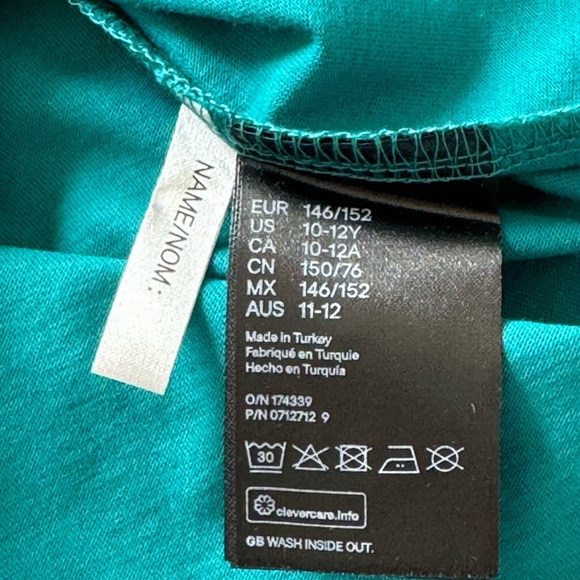 NAME/NOM:
EUR 146/152
US 10-12Y
CA 10-12A
CN 150/76
MX 146/152
AUS 11-12
Made in Turkey
Fabriqué en Turquie
Hecho en Turquía
O/N 174339
P/N 0712712 9
30
clevercare.info
GB WASH INSIDE OUT.